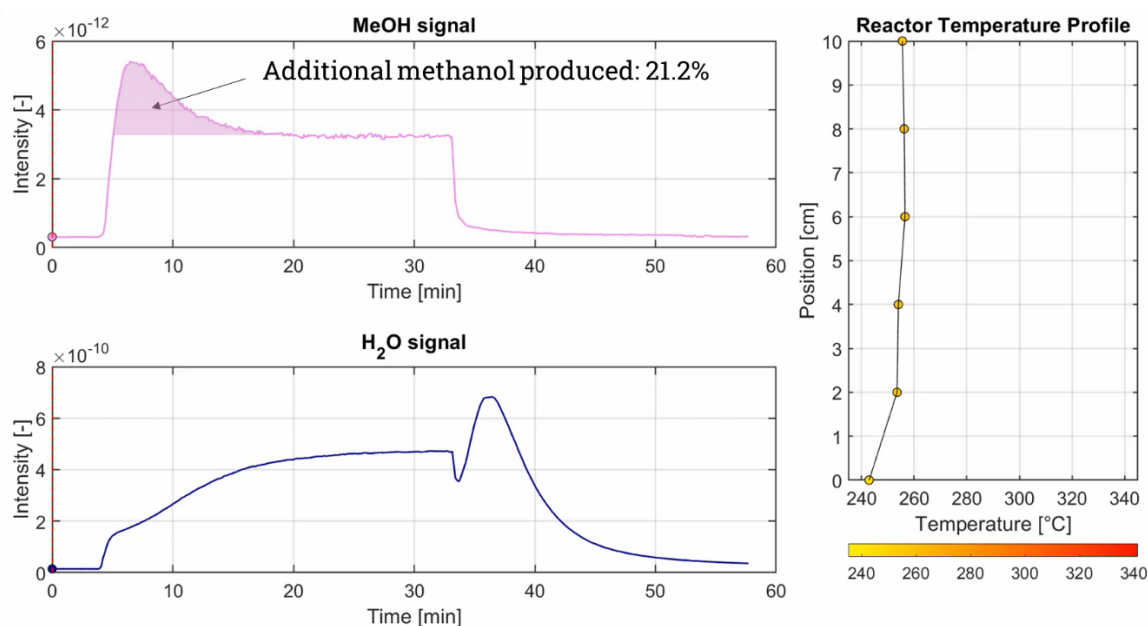 MeOH signal
×10⁻¹²
6
4
2
0
Intensity [-]
Additional methanol produced: 21.2%
0 10 20 30 40 50 60
Time [min]
H₂O signal
×10⁻¹⁰
8
6
4
2
0
Intensity [-]
0 10 20 30 40 50 60
Time [min]
Reactor Temperature Profile
10
9
8
7
6
5
4
3
2
1
0
Position [cm]
240 260 280 300 320 340
Temperature [°C]
240 260 280 300 320 340